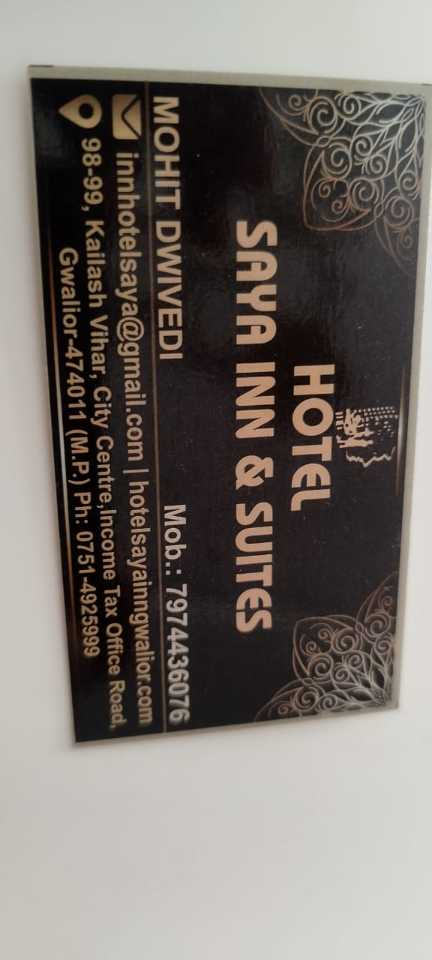 HOTEL
SAYA INN & SUITES
MOHIT DWIVEDI Mob.: 7974436076
innhotelsaya@gmail.com | hotelsayainngwalior.com
98-99, Kailash Vihar, City Centre,Income Tax Office Road,
Gwalior-474011 (M.P.) Ph: 0751-4925999